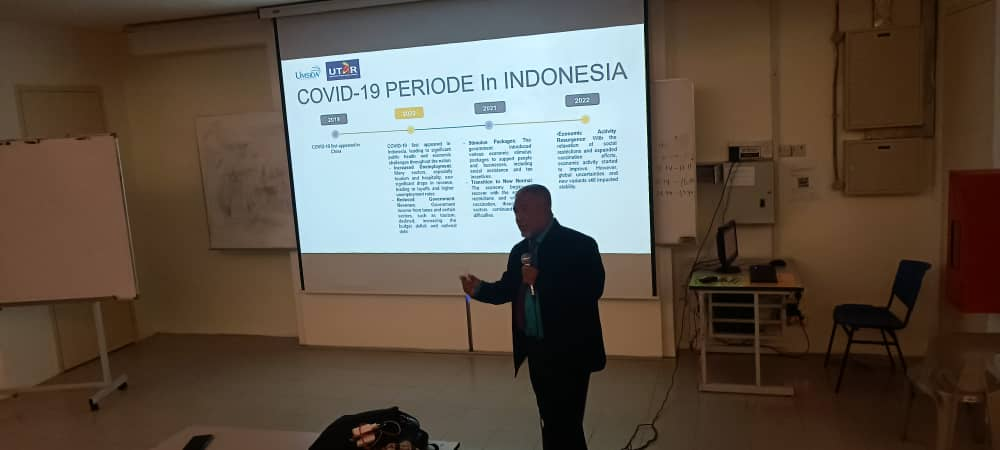 UMSIDA
UTAR
COVID-19 PERIODE In INDONESIA
2019
2020
2021
2022
COVID-19 first appeared in
China
COVID-19 first appeared in
Indonesia, leading to significant
public health and economic
challenges throughout the nation
• Increased Unemployment:
Many sectors, especially
tourism and hospitality, saw
significant drops in revenue,
leading to layoffs and higher
unemployment rates
• Reduced Government
Revenue: Government
income from taxes and certain
sectors, such as tourism,
declined, increasing the
budget deficit and national
debt
• Stimulus Packages: The
government introduced
various economic stimulus
packages to support people
and businesses, including
social assistance and tax
incentives.
• Transition to New Normal:
The economy began
recover with the
restrictions and
vaccination,
sectors continued
difficulties.
•Economic Activity
Resurgence: With the
relaxation of social
restrictions and expanded
vaccination efforts,
economic activity started
to improve. However,
global uncertainties and
new variants still impacted
stability.